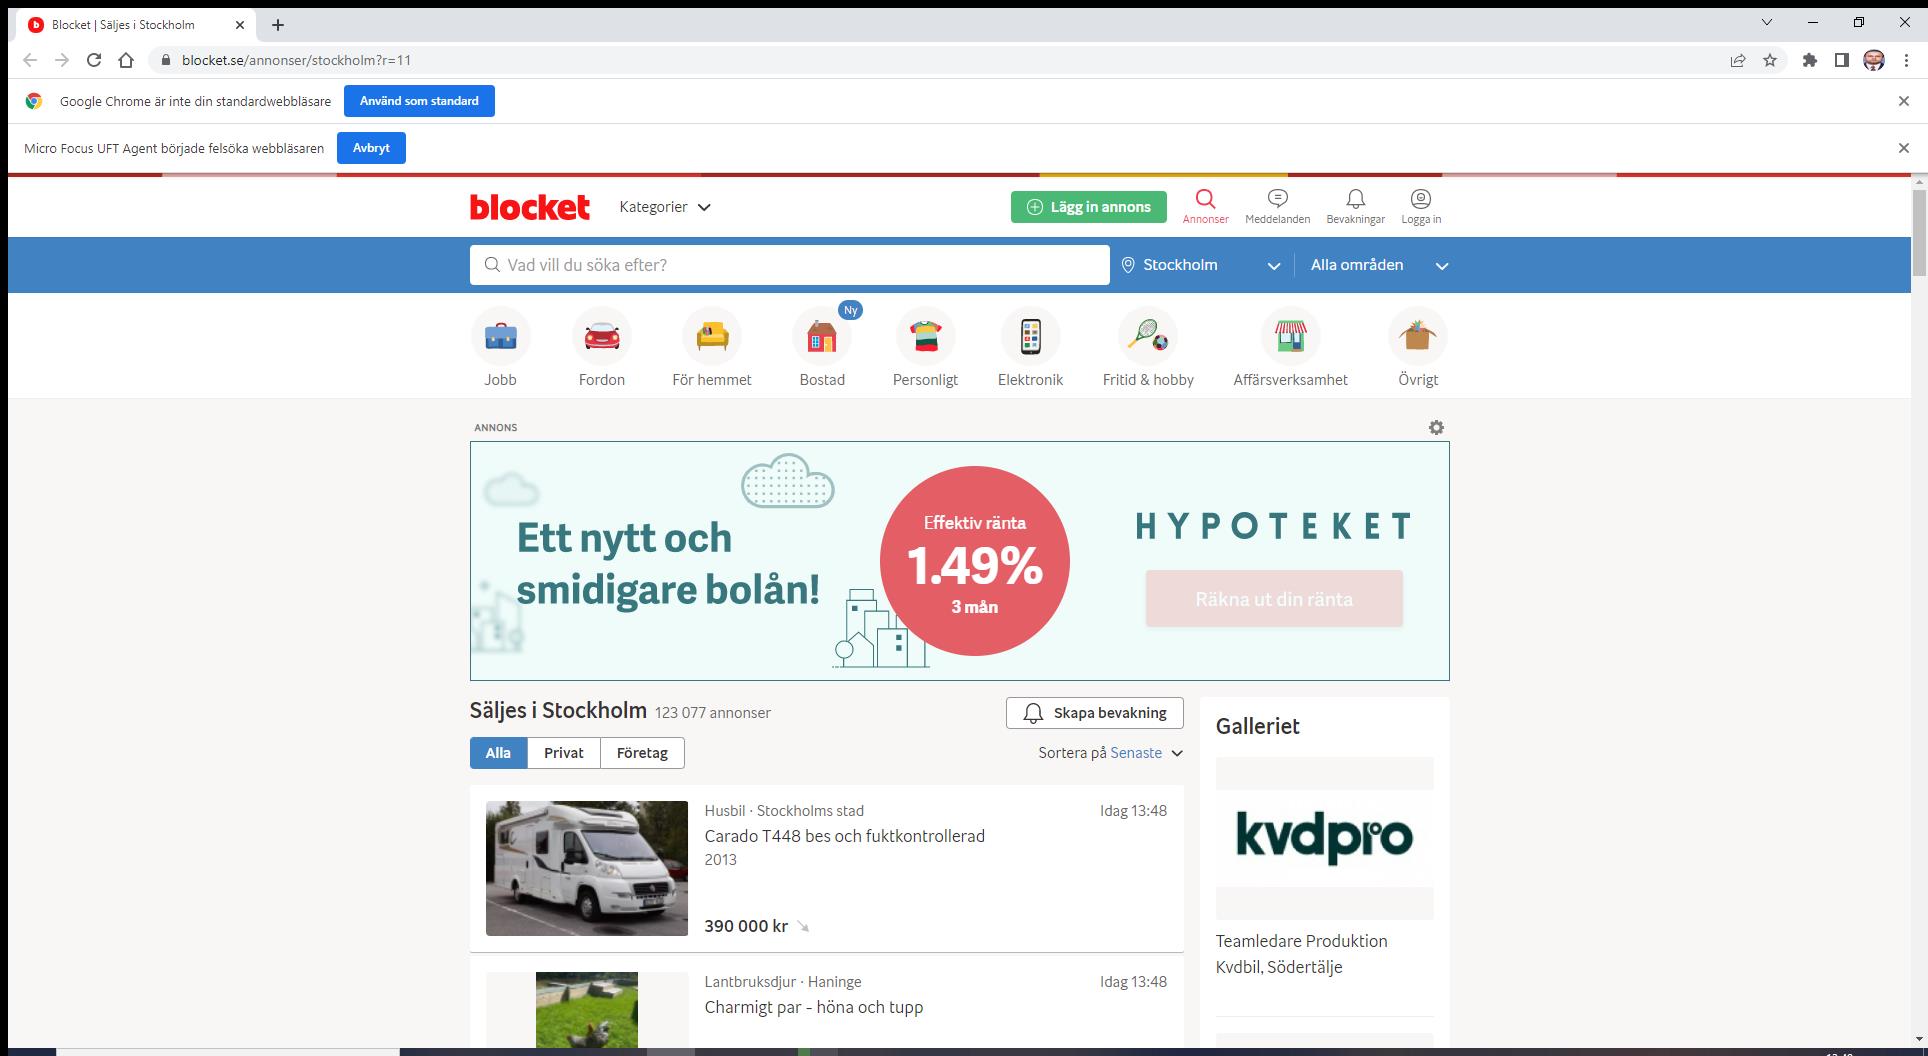 Blocket | Säljes i Stockholm
blocket.se/annonser/stockholm?r=11
Google Chrome är inte din standardwebbläsare Använd som standard
Micro Focus UFT Agent började felsöka webbläsaren Avbryt
blocket Kategorier Lägg in annons Annonser Meddelanden Bevakningar Logga in
Vad vill du söka efter? Stockholm Alla områden
Ny
Jobb Fordon För hemmet Bostad Personligt Elektronik Fritid & hobby Affärsverksamhet Övrigt
ANNONS
Ett nytt och
smidigare bolån!
Effektiv ränta
1.49%
3 mån
HYPOTEKET
Räkna ut din ränta
Säljes i Stockholm 123 077 annonser Skapa bevakning
Alla Privat Företag Sortera på Senaste
Husbil · Stockholms stad Idag 13:48
Carado T448 bes och fuktkontrollerad
2013
390 000 kr
Lantbruksdjur · Haninge Idag 13:48
Charmigt par - höna och tupp
Galleriet
kvdpro
Teamledare Produktion
Kvdbil, Södertälje